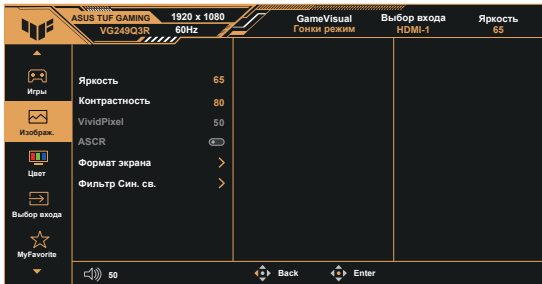 ASUS TUF GAMING 1920 x 1080 GameVisual Выбор входа Яркость
VG249Q3R 60Hz Гонки режим HDMI-1 65
Игры
Изображ.
Цвет
Выбор входа
MyFavorite
Яркость 65
Контрастность 80
VividPixel 50
ASCR
Формат экрана
Фильтр Син. св.
50 Back Enter